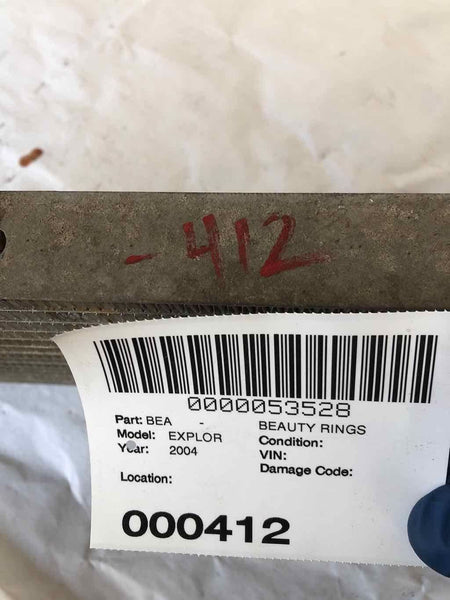 - 412
0000053528
Part: BEA - BEAUTY RINGS
Model: EXPLOR Condition:
Year: 2004 VIN:
Damage Code:
Location:
000412